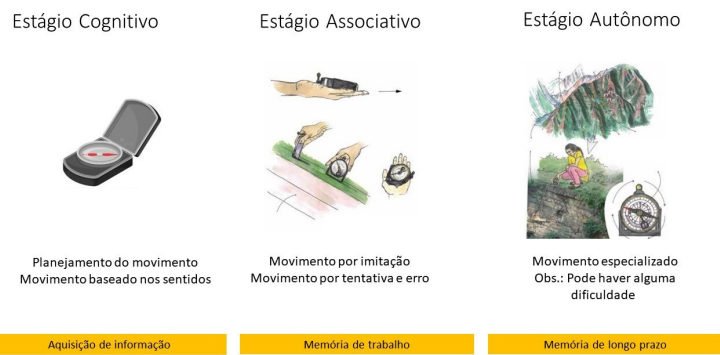 Estágio Cognitivo
Planejamento do movimento
Movimento baseado nos sentidos
Aquisição de informação
Estágio Associativo
Movimento por imitação
Movimento por tentativa e erro
Memória de trabalho
Estágio Autônomo
Movimento especializado
Obs.: Pode haver alguma
dificuldade
Memória de longo prazo